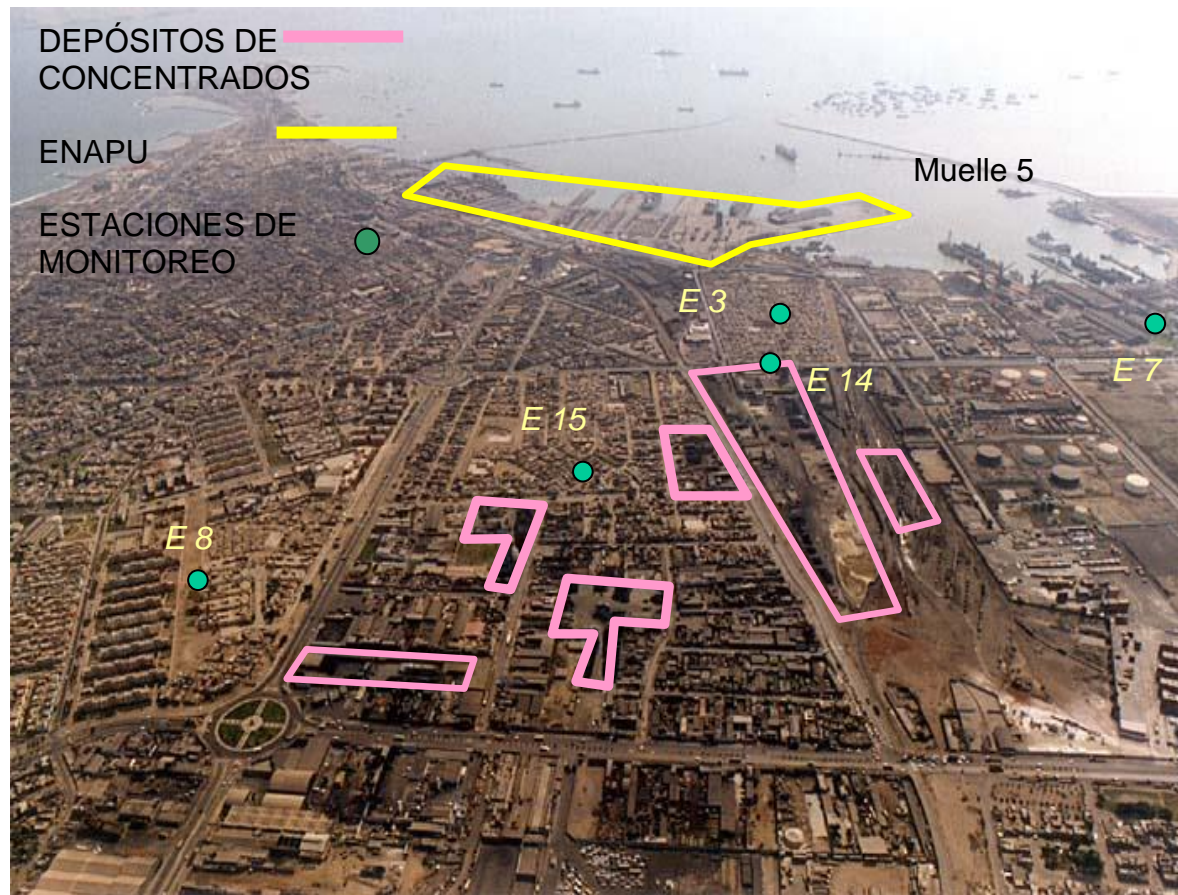 DEPÓSITOS DE
CONCENTRADOS
ENAPU
Muelle 5
ESTACIONES DE
MONITOREO
E 3
E 14
E 7
E 15
E 8